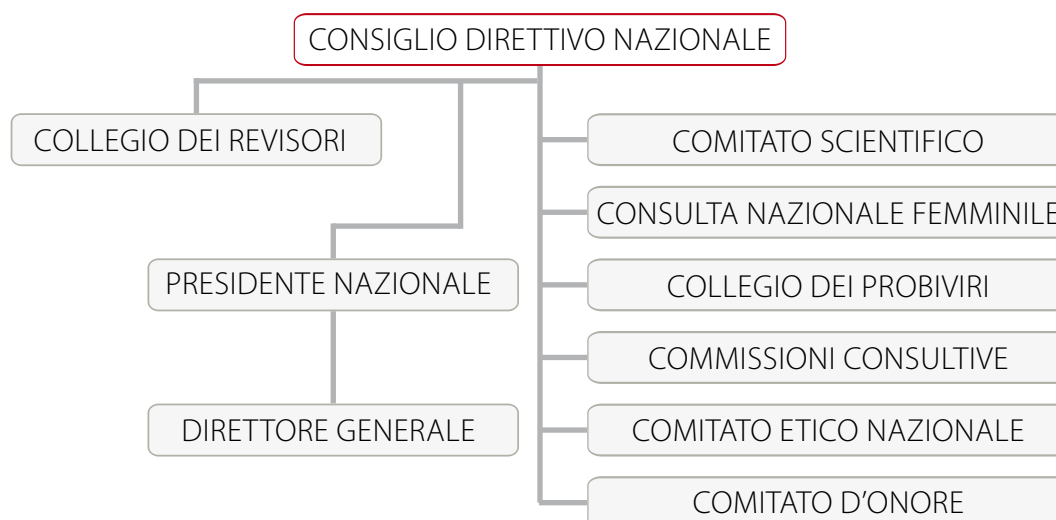 CONSIGLIO DIRETTIVO NAZIONALE
COLLEGIO DEI REVISORI
COMITATO SCIENTIFICO
CONSULTA NAZIONALE FEMMINILE
PRESIDENTE NAZIONALE
COLLEGIO DEI PROBIVIRI
COMMISSIONI CONSULTIVE
DIRETTORE GENERALE
COMITATO ETICO NAZIONALE
COMITATO D’ONORE